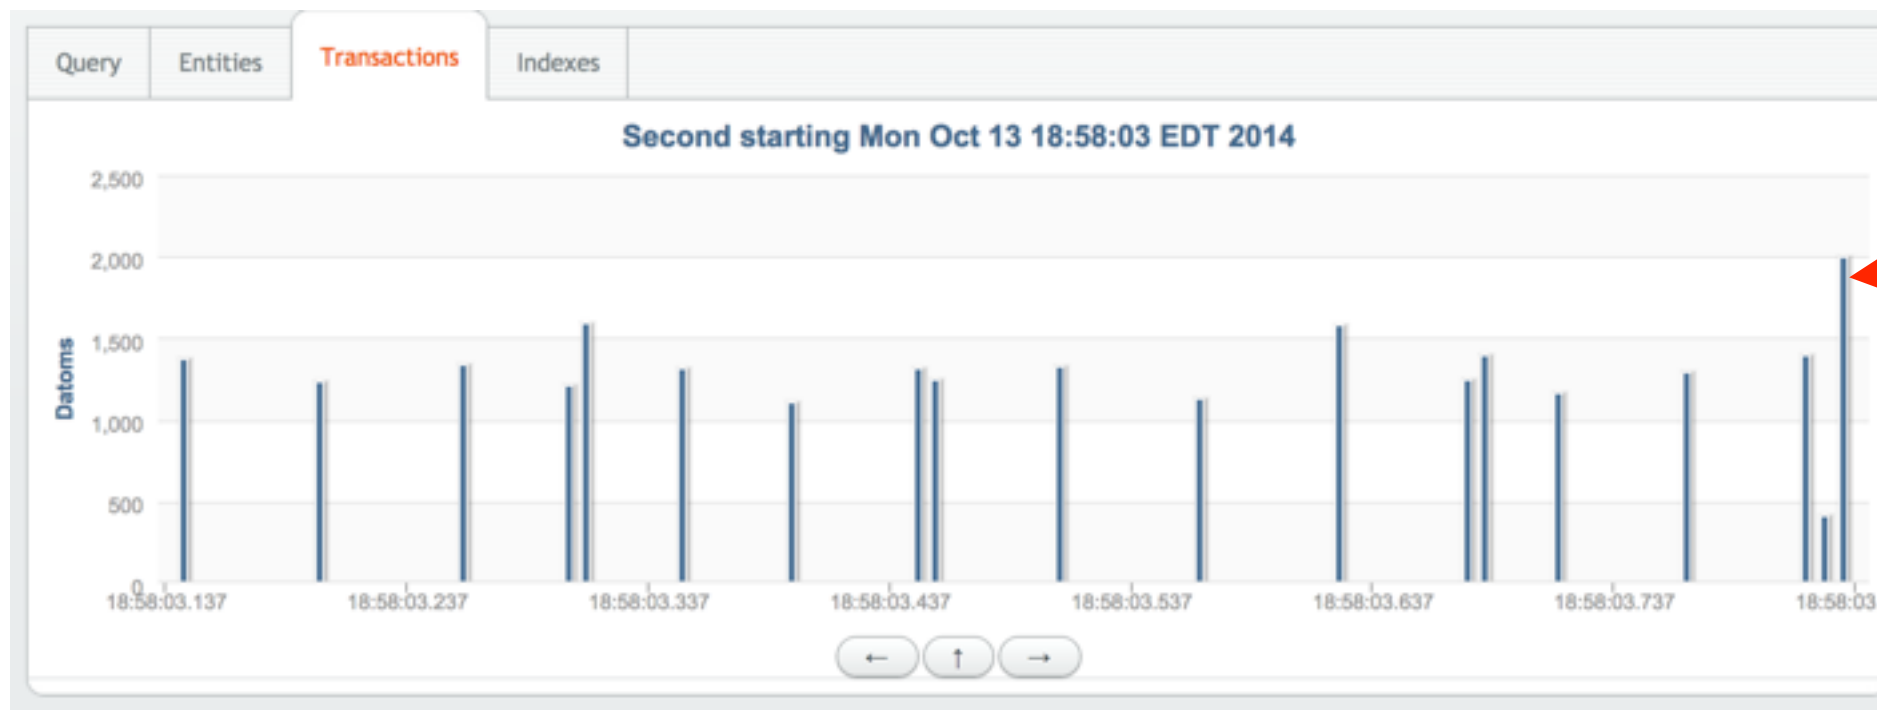 Query Entities Transactions Indexes
Second starting Mon Oct 13 18:58:03 EDT 2014
Datoms
2,500
2,000
1,500
1,000
500
0
18:58:03.137 18:58:03.237 18:58:03.337 18:58:03.437 18:58:03.537 18:58:03.637 18:58:03.737 18:58:03
← ↑ →